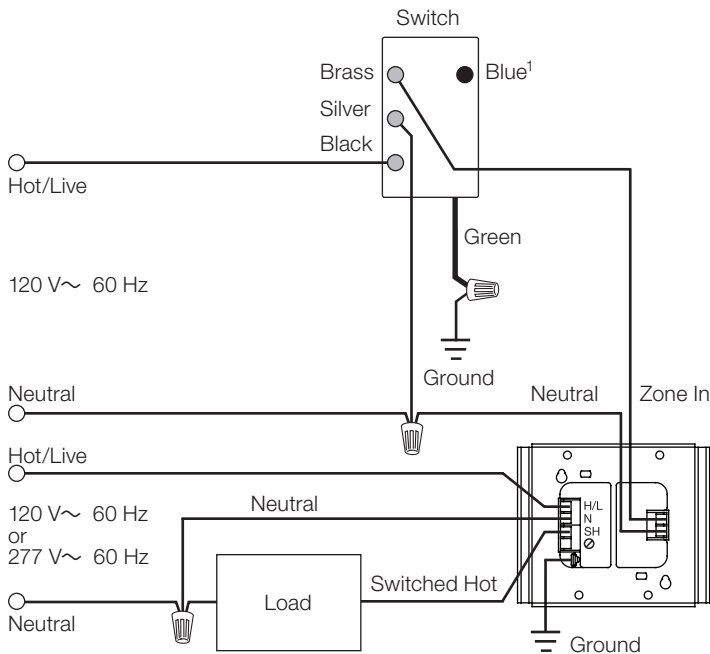 Switch
Brass
Blue¹
Silver
Black
Hot/Live
Green
120 V～ 60 Hz
Ground
Neutral
Neutral
Zone In
Hot/Live
Neutral
H/L
N
SH
120 V～ 60 Hz
or
277 V～ 60 Hz
Load
Switched Hot
Neutral
Ground